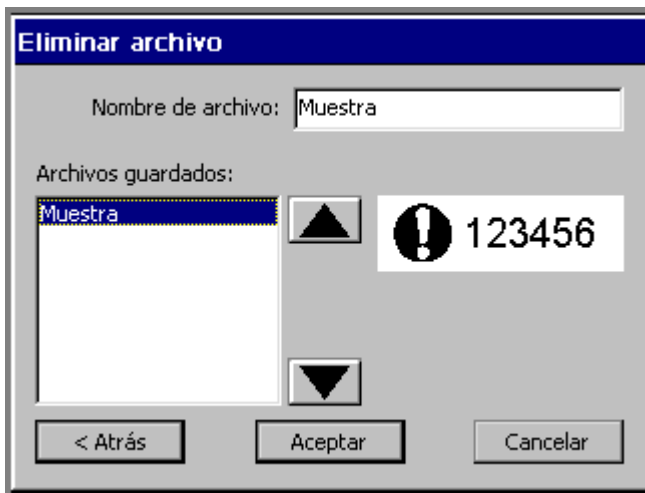 Eliminar archivo
Nombre de archivo: Muestra
Archivos guardados:
Muestra
! 123456
< Atrás Aceptar Cancelar